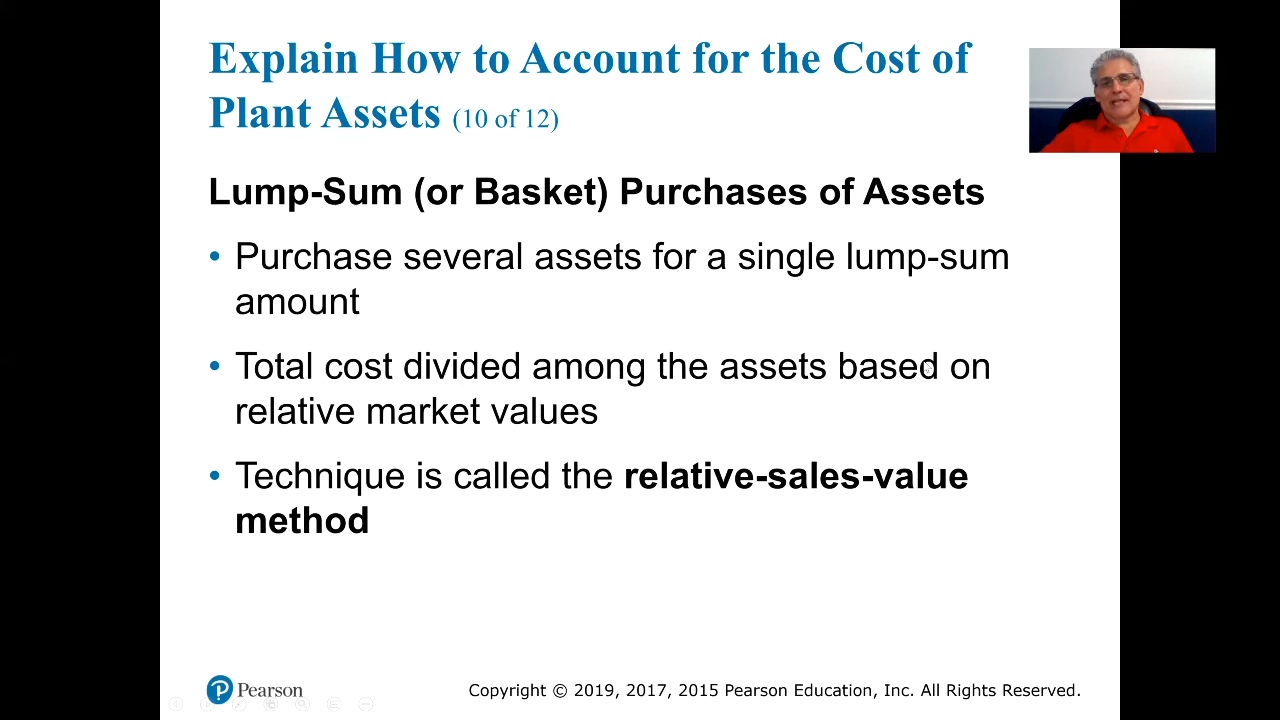 Explain How to Account for the Cost of
Plant Assets (10 of 12)
Lump-Sum (or Basket) Purchases of Assets
• Purchase several assets for a single lump-sum
amount
• Total cost divided among the assets based on
relative market values
• Technique is called the relative-sales-value
method
Pearson
Copyright © 2019, 2017, 2015 Pearson Education, Inc. All Rights Reserved.